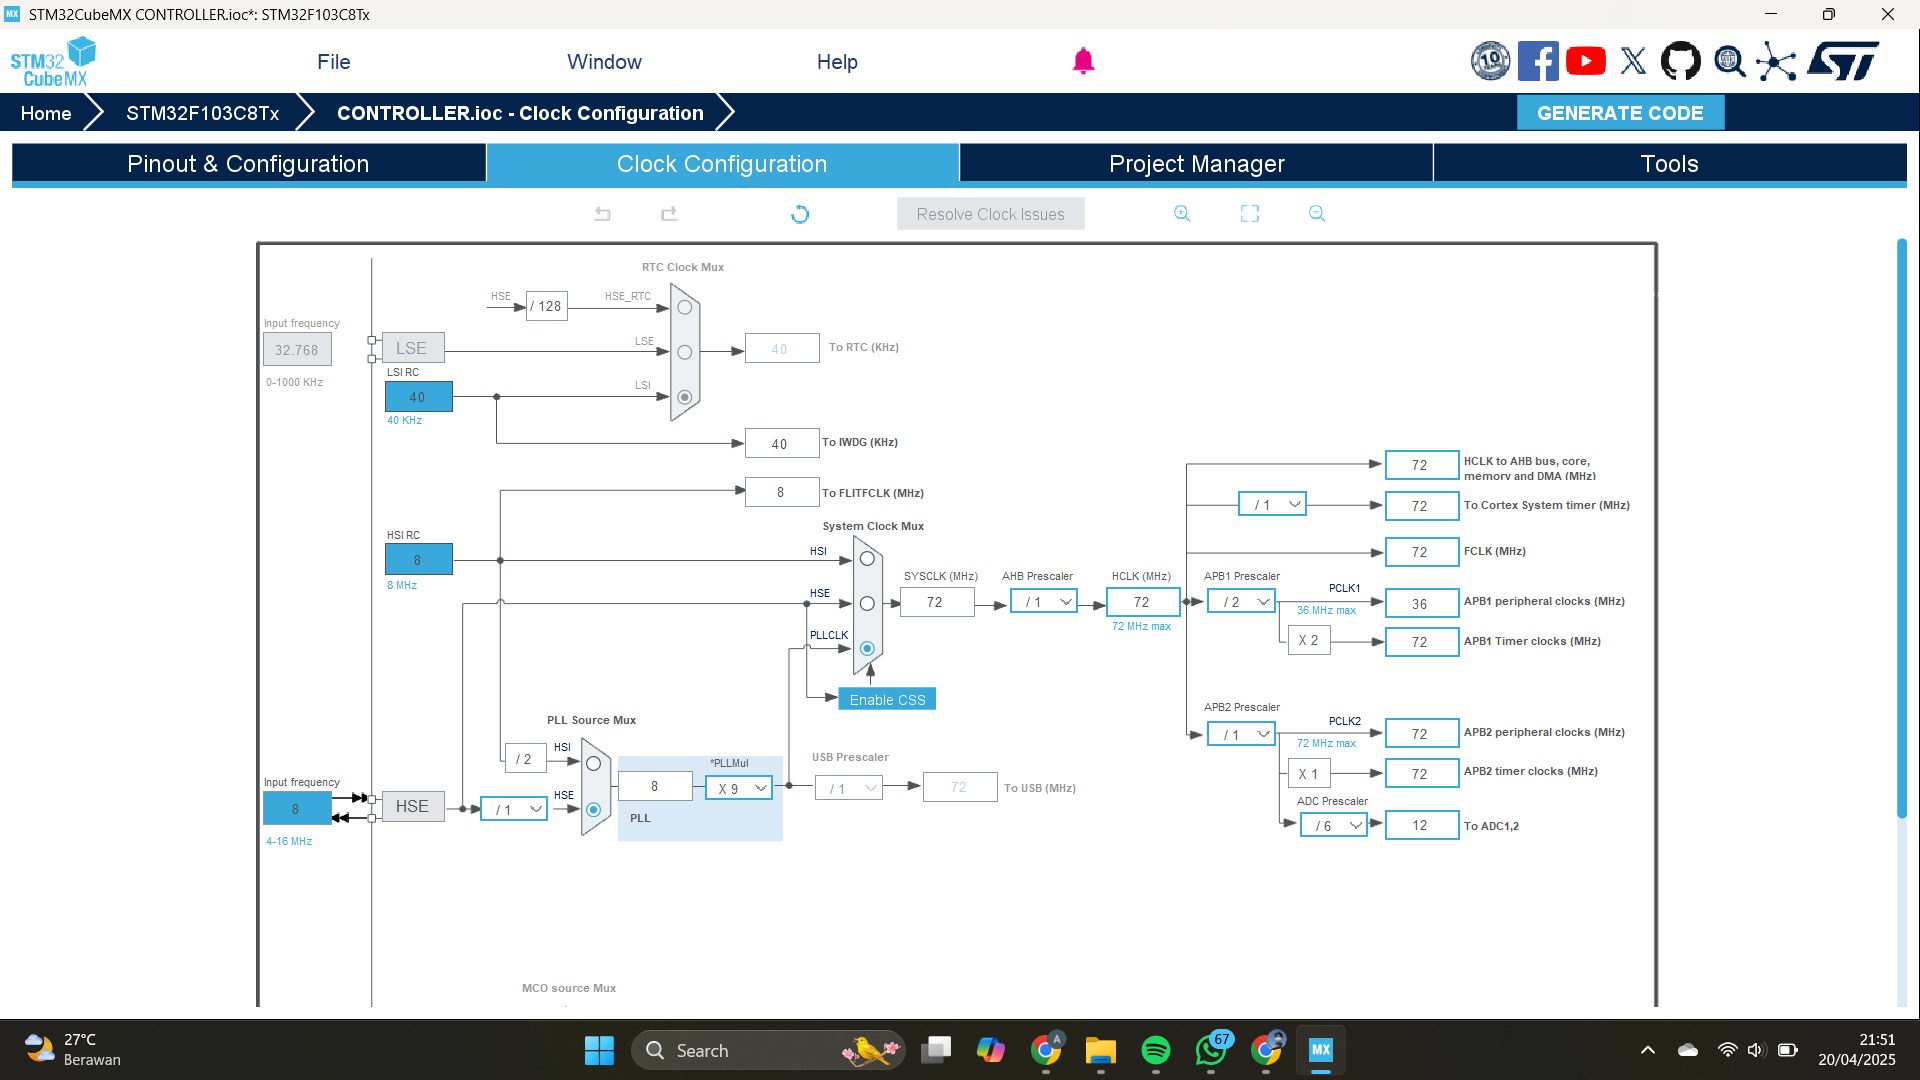 MX STM32CubeMX CONTROLLER.ioc*: STM32F103C8Tx
STM32 CubeMX
File Window Help
10
Home STM32F103C8Tx CONTROLLER.ioc - Clock Configuration GENERATE CODE
Pinout & Configuration Clock Configuration Project Manager Tools
Resolve Clock Issues
RTC Clock Mux
HSE / 128 HSE_RTC
Input frequency
32.768 LSE LSE 40 To RTC (KHz)
0-1000 KHz
LSI RC
40 LSI
40 KHz
40 To IWDG (KHz)
8 To FLITFCLK (MHz)
System Clock Mux
HSI RC
8 HSI
8 MHz
HSE
PLLCLK
Enable CSS
SYSCLK (MHz) AHB Prescaler HCLK (MHz) APB1 Prescaler
72 / 1 72 / 2
72 MHz max
72 HCLK to AHB bus, core,
memory and DMA (MHz)
/ 1 72 To Cortex System timer (MHz)
72 FCLK (MHz)
PCLK1
36 MHz max 36 APB1 peripheral clocks (MHz)
X 2 72 APB1 Timer clocks (MHz)
APB2 Prescaler
/ 1 PCLK2
72 MHz max 72 APB2 peripheral clocks (MHz)
X 1 72 APB2 timer clocks (MHz)
ADC Prescaler
/ 6 12 To ADC1,2
PLL Source Mux
/ 2 HSI
Input frequency
8 HSE / 1 HSE
4-16 MHz
8 *PLLMul X 9
PLL
USB Prescaler
/ 1 72 To USB (MHz)
MCO source Mux
27°C
Berawan
Search
A
67
MX
21:51
20/04/2025